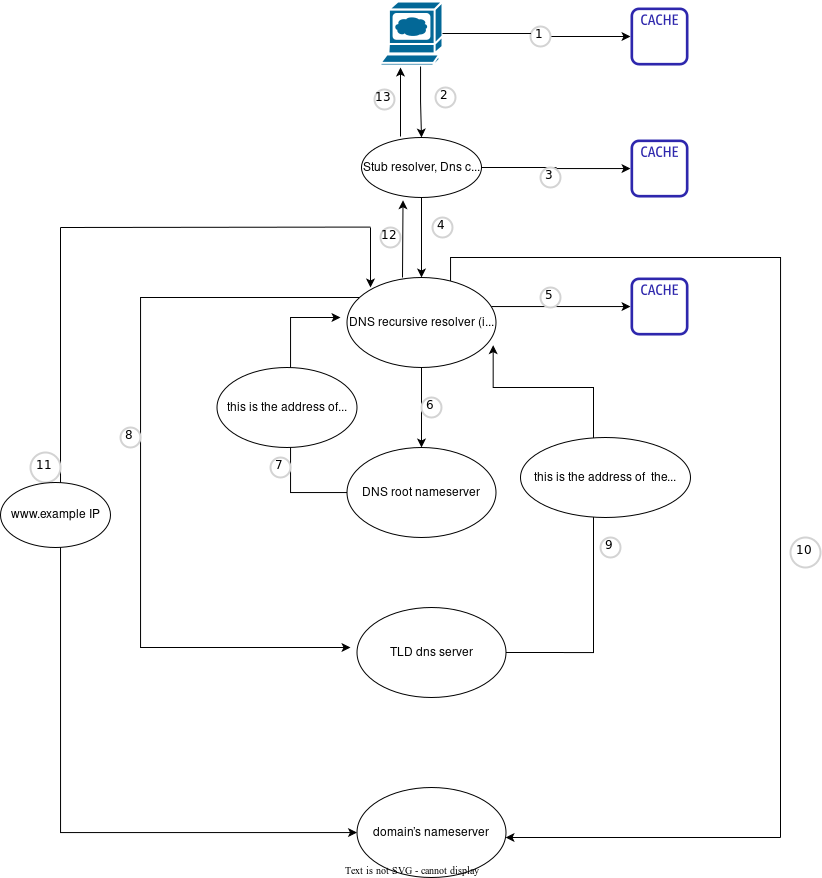 1
CACHE
13
2
Stub resolver, Dns c...
3
CACHE
12
4
DNS recursive resolver (i...
5
CACHE
this is the address of...
6
8
7
11
DNS root nameserver
this is the address of  the...
www.example IP
9
10
TLD dns server
domain's nameserver
Text is not SVG - cannot display